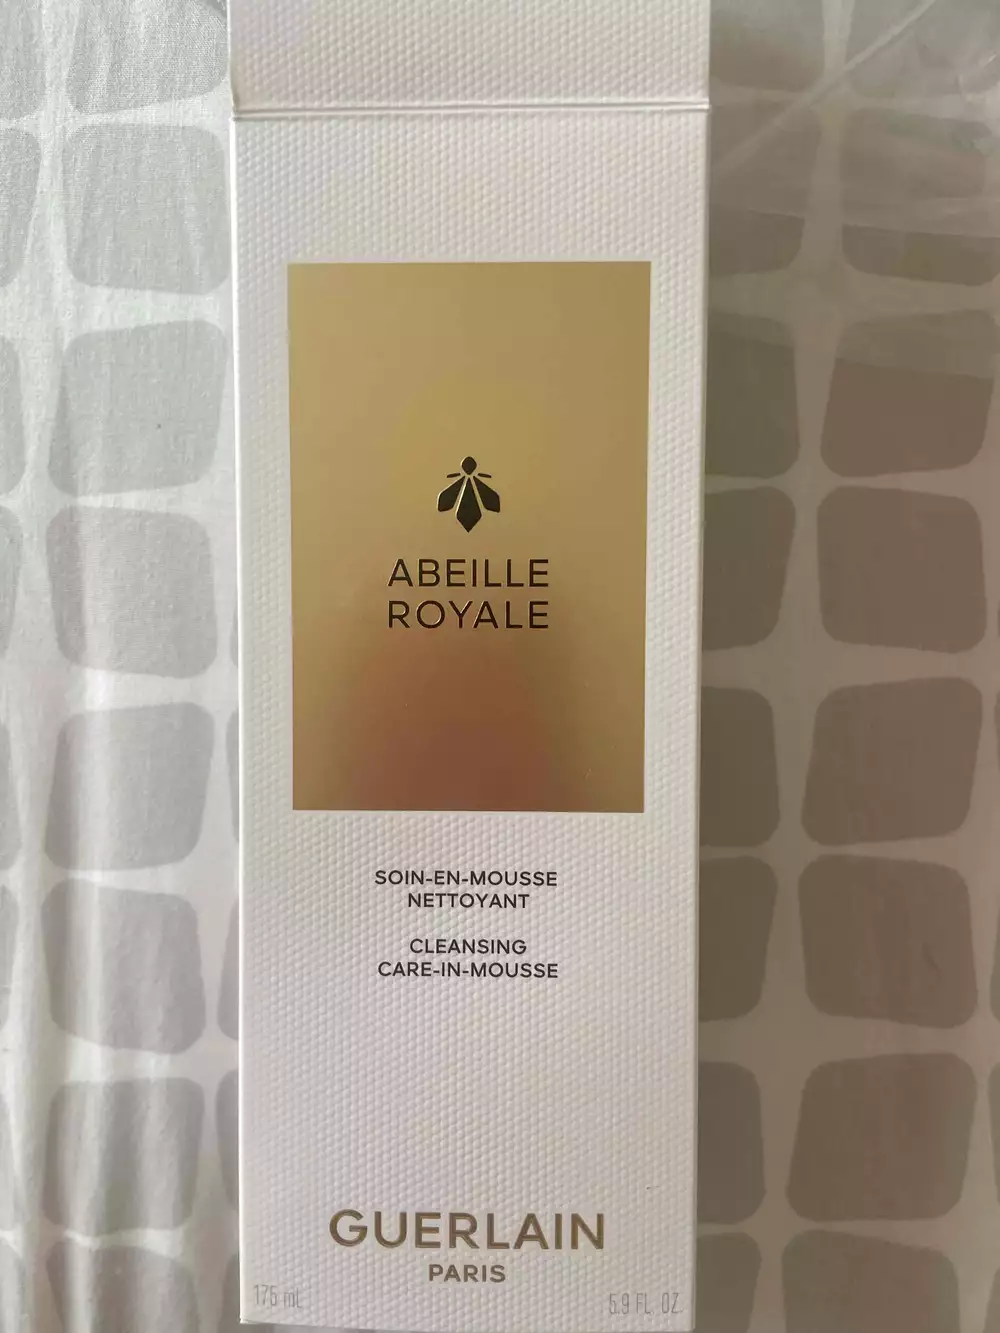 ABEILLE
ROYALE
SOIN-EN-MOUSSE
NETTOYANT
CLEANSING
CARE-IN-MOUSSE
GUERLAIN
PARIS
175 mL
5.9 FL. OZ.